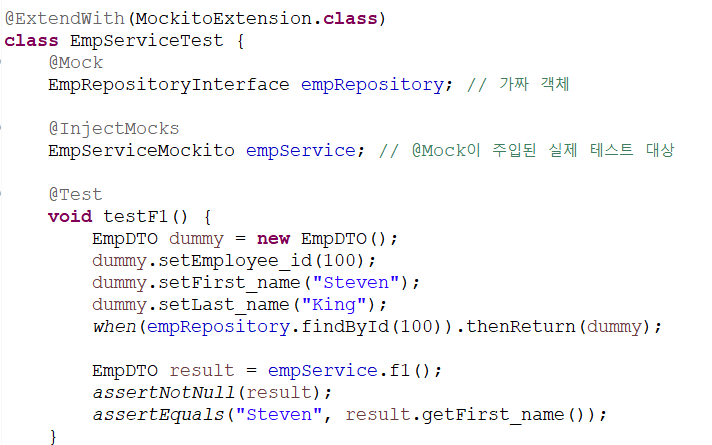 @ExtendWith(MockitoExtension.class)
class EmpServiceTest {
@Mock
EmpRepositoryInterface empRepository; // 가짜 객체
@InjectMocks
EmpServiceMockito empService; // @Mock이 주입된 실제 테스트 대상
@Test
void testF1() {
EmpDTO dummy = new EmpDTO();
dummy.setEmployee_id(100);
dummy.setFirst_name("Steven");
dummy.setLast_name("King");
when(empRepository.findById(100)).thenReturn(dummy);
EmpDTO result = empService.f1();
assertNotNull(result);
assertEquals("Steven", result.getFirst_name());
}